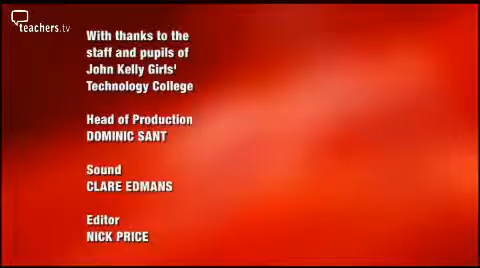 teachers.tv
With thanks to the
staff and pupils of
John Kelly Girls'
Technology College
Head of Production
DOMINIC SANT
Sound
CLARE EDMANS
Editor
NICK PRICE